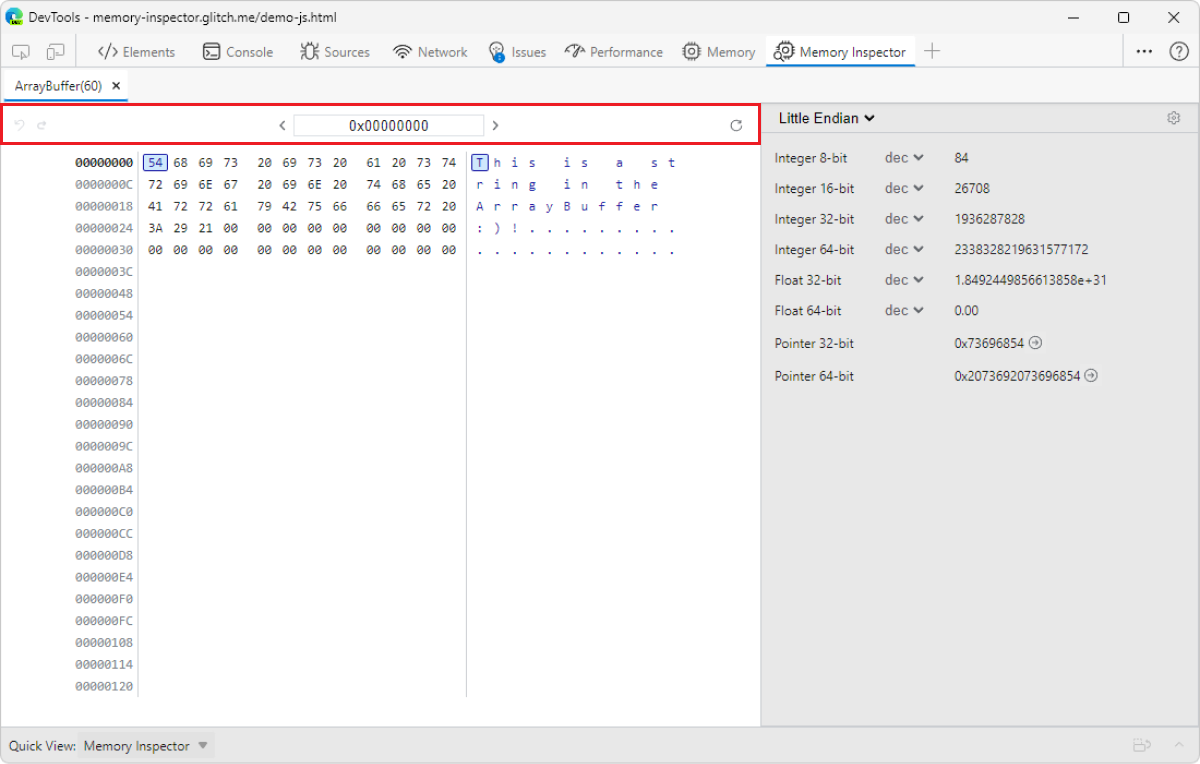 DevTools - memory-inspector.glitch.me/demo-js.html
Elements Console Sources Network Issues Performance Memory Memory Inspector
ArrayBuffer(60)
0x00000000
Little Endian
00000000 54 68 69 73 20 69 73 20 61 20 73 74 T h i s i s a s t
0000000C 72 69 6E 67 20 69 6E 20 74 68 65 20 r i n g i n t h e
00000018 41 72 72 61 79 42 75 66 66 65 72 20 A r r a y B u f f e r
00000024 3A 29 21 00 00 00 00 00 00 00 00 00 : ) ! . . . . . . . . .
00000030 00 00 00 00 00 00 00 00 00 00 00 00 . . . . . . . . . . . .
0000003C
00000048
00000054
00000060
0000006C
00000078
00000084
00000090
0000009C
000000A8
000000B4
000000C0
000000CC
000000D8
000000E4
000000F0
000000FC
00000108
00000114
00000120
Integer 8-bit dec 84
Integer 16-bit dec 26708
Integer 32-bit dec 1936287828
Integer 64-bit dec 2338328219631577172
Float 32-bit dec 1.8492449856613858e+31
Float 64-bit dec 0.00
Pointer 32-bit 0x73696854
Pointer 64-bit 0x2073692073696854
Quick View: Memory Inspector